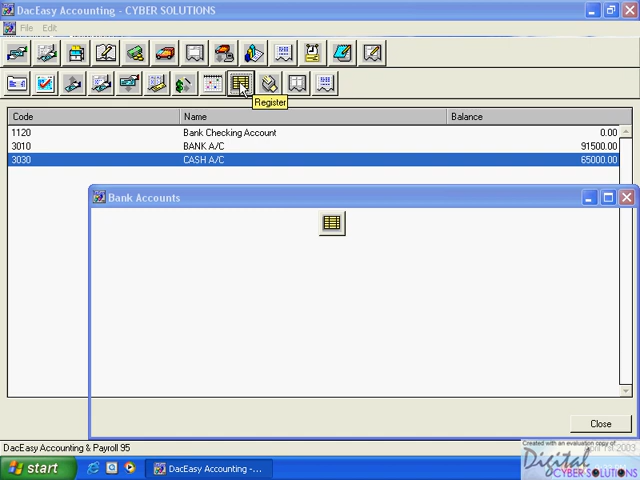 DacEasy Accounting - CYBER SOLUTIONS
File Edit
Register
Code Name Balance
1120 Bank Checking Account 0.00
3010 BANK A/C 91500.00
3030 CASH A/C 65000.00
Bank Accounts
Close
DacEasy Accounting & Payroll 95
Created with an evaluation copy of
Digital
CYBER SOLUTIONS
start
DacEasy Accounting -...